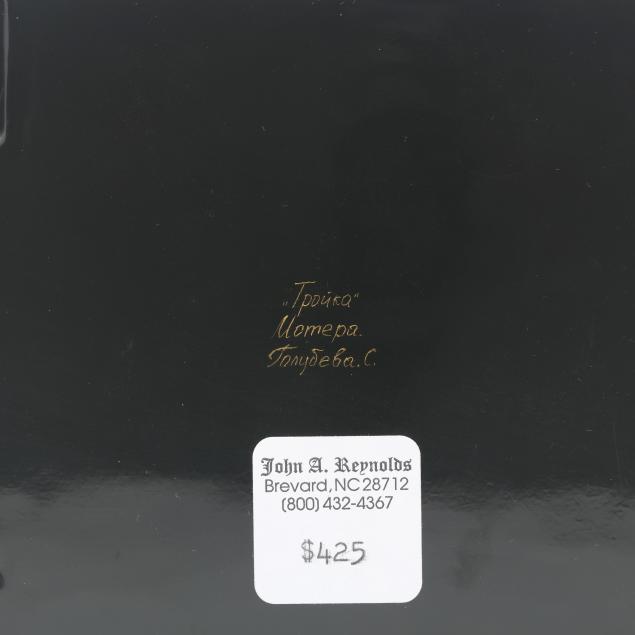 „Тройка“
Мстера.
Голубева. С.
John A. Reynolds
Brevard, NC 28712
(800) 432-4367
$425